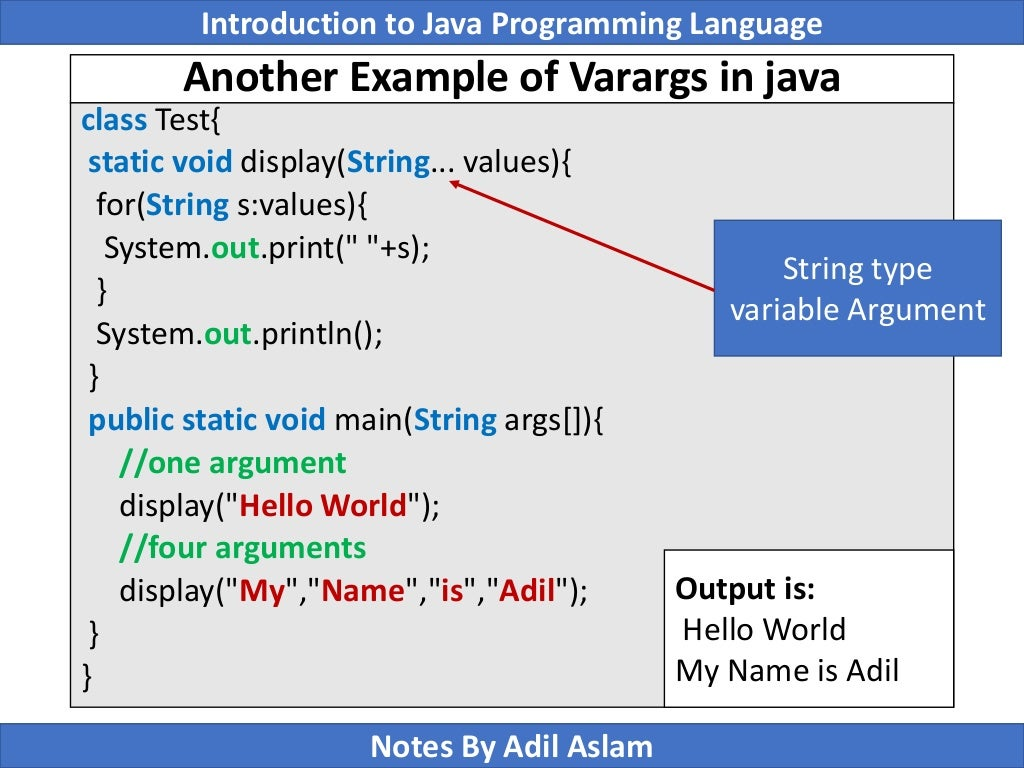 Introduction to Java Programming Language
Another Example of Varargs in java
class Test{
static void display(String... values){
for(String s:values){
System.out.print(" "+s);
}
System.out.println();
}
public static void main(String args[]){
//one argument
display("Hello World");
//four arguments
display("My","Name","is","Adil");
}
}
String type
variable Argument
Output is:
Hello World
My Name is Adil
Notes By Adil Aslam